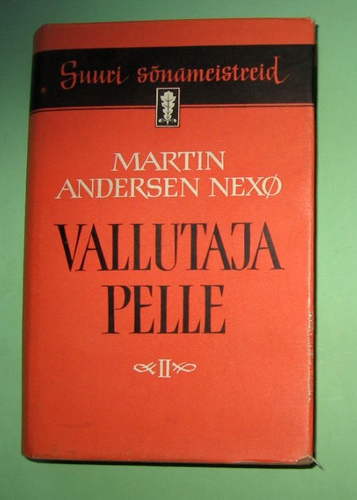 Suuri sõnameistreid
MARTIN
ANDERSEN NEXØ
VALLUTAJA
PELLE
II